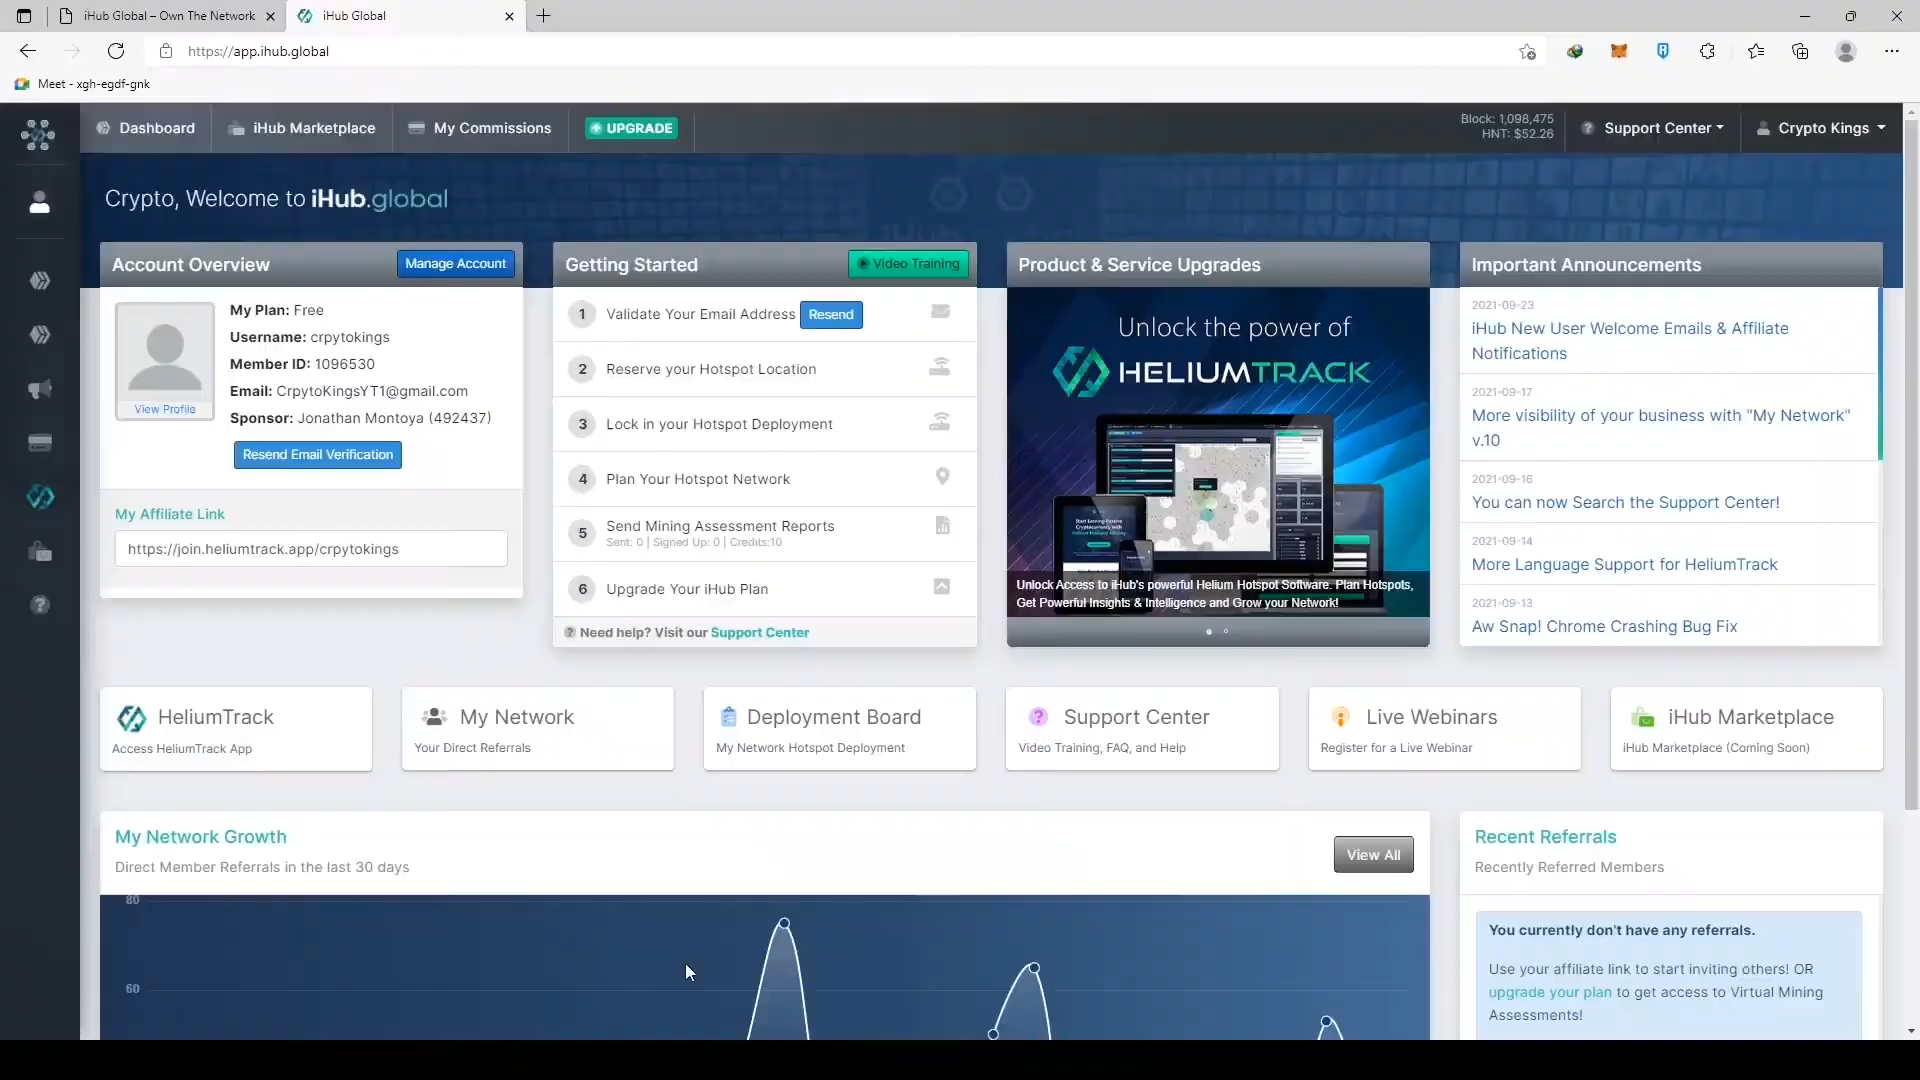 iHub Global – Own The Network
iHub Global
https://app.ihub.global
Meet - xgh-egdf-gnk
Dashboard
iHub Marketplace
My Commissions
UPGRADE
Block: 1,098,475
HNT: $52.26
Support Center
Crypto Kings
Crypto, Welcome to iHub.global
Account Overview
Manage Account
My Plan: Free
Username: crpytokings
Member ID: 1096530
Email: CrpytoKingsYT1@gmail.com
Sponsor: Jonathan Montoya (492437)
View Profile
Resend Email Verification
My Affiliate Link
https://join.heliumtrack.app/crpytokings
Getting Started
Video Training
1 Validate Your Email Address Resend
2 Reserve your Hotspot Location
3 Lock in your Hotspot Deployment
4 Plan Your Hotspot Network
5 Send Mining Assessment Reports
Sent: 0 | Signed Up: 0 | Credits:10
6 Upgrade Your iHub Plan
Need help? Visit our Support Center
Product & Service Upgrades
Unlock the power of
HELIUMTRACK
Unlock Access to iHub's powerful Helium Hotspot Software. Plan Hotspots,
Get Powerful Insights & Intelligence and Grow your Network!
Important Announcements
2021-09-23
iHub New User Welcome Emails & Affiliate
Notifications
2021-09-17
More visibility of your business with "My Network"
v.10
2021-09-16
You can now Search the Support Center!
2021-09-14
More Language Support for HeliumTrack
2021-09-13
Aw Snap! Chrome Crashing Bug Fix
HeliumTrack
Access HeliumTrack App
My Network
Your Direct Referrals
Deployment Board
My Network Hotspot Deployment
Support Center
Video Training, FAQ, and Help
Live Webinars
Register for a Live Webinar
iHub Marketplace
iHub Marketplace (Coming Soon)
My Network Growth
Direct Member Referrals in the last 30 days
View All
80
60
Recent Referrals
Recently Referred Members
You currently don't have any referrals.
Use your affiliate link to start inviting others! OR
upgrade your plan to get access to Virtual Mining
Assessments!